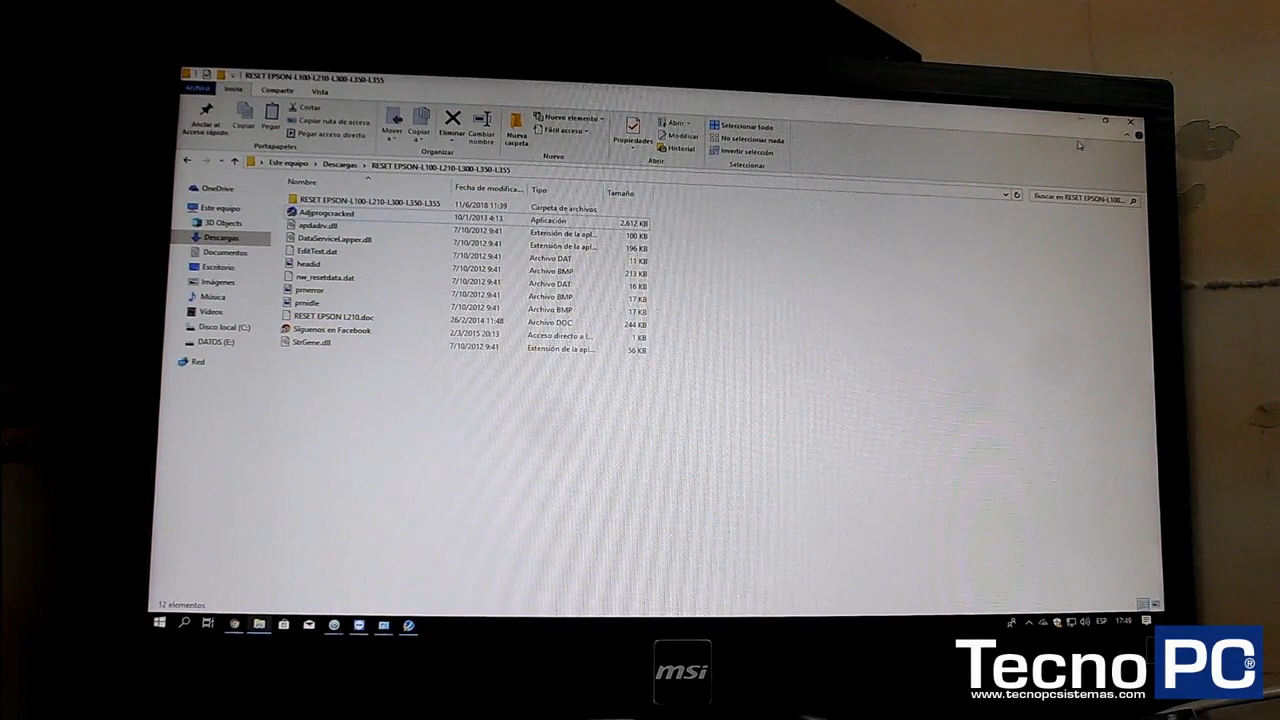 RESET EPSON-L100-L210-L300-L350-L355
Archivo Inicio Compartir Vista
Anclar al Acceso rápido
Copiar
Pegar
Cortar
Copiar ruta de acceso
Pegar acceso directo
Portapapeles
Mover a
Copiar a
Eliminar
Cambiar nombre
Organizar
Nueva carpeta
Nuevo elemento
Fácil acceso
Nuevo
Propiedades
Abrir
Modificar
Historial
Abrir
Seleccionar todo
No seleccionar nada
Invertir selección
Seleccionar
Este equipo > Descargas > RESET EPSON-L100-L210-L300-L350-L355
Buscar en RESET EPSON-L100...
OneDrive
Este equipo
3D Objects
Descargas
Documentos
Escritorio
Imágenes
Música
Vídeos
Disco local (C:)
DATOS (E:)
Red
Nombre Fecha de modifica... Tipo Tamaño
RESET EPSON-L100-L210-L300-L350-L355 11/6/2018 11:39 Carpeta de archivos
Adjprogcracked 10/1/2013 4:13 Aplicación 2.612 KB
apdadrv.dll 7/10/2012 9:41 Extensión de la apl... 100 KB
DataServiceLapper.dll 7/10/2012 9:41 Extensión de la apl... 196 KB
EditText.dat 7/10/2012 9:41 Archivo DAT 11 KB
headid 7/10/2012 9:41 Archivo BMP 213 KB
nw_resetdata.dat 7/10/2012 9:41 Archivo DAT 16 KB
prnerror 7/10/2012 9:41 Archivo BMP 17 KB
prnidle 7/10/2012 9:41 Archivo BMP 17 KB
RESET EPSON L210.doc 26/2/2014 11:48 Archivo DOC 244 KB
Síguenos en Facebook 2/3/2015 20:13 Acceso directo a I... 1 KB
StrGene.dll 7/10/2012 9:41 Extensión de la apl... 56 KB
12 elementos
ESP 17:49
msi
TecnoPC®
www.tecnopcsistemas.com